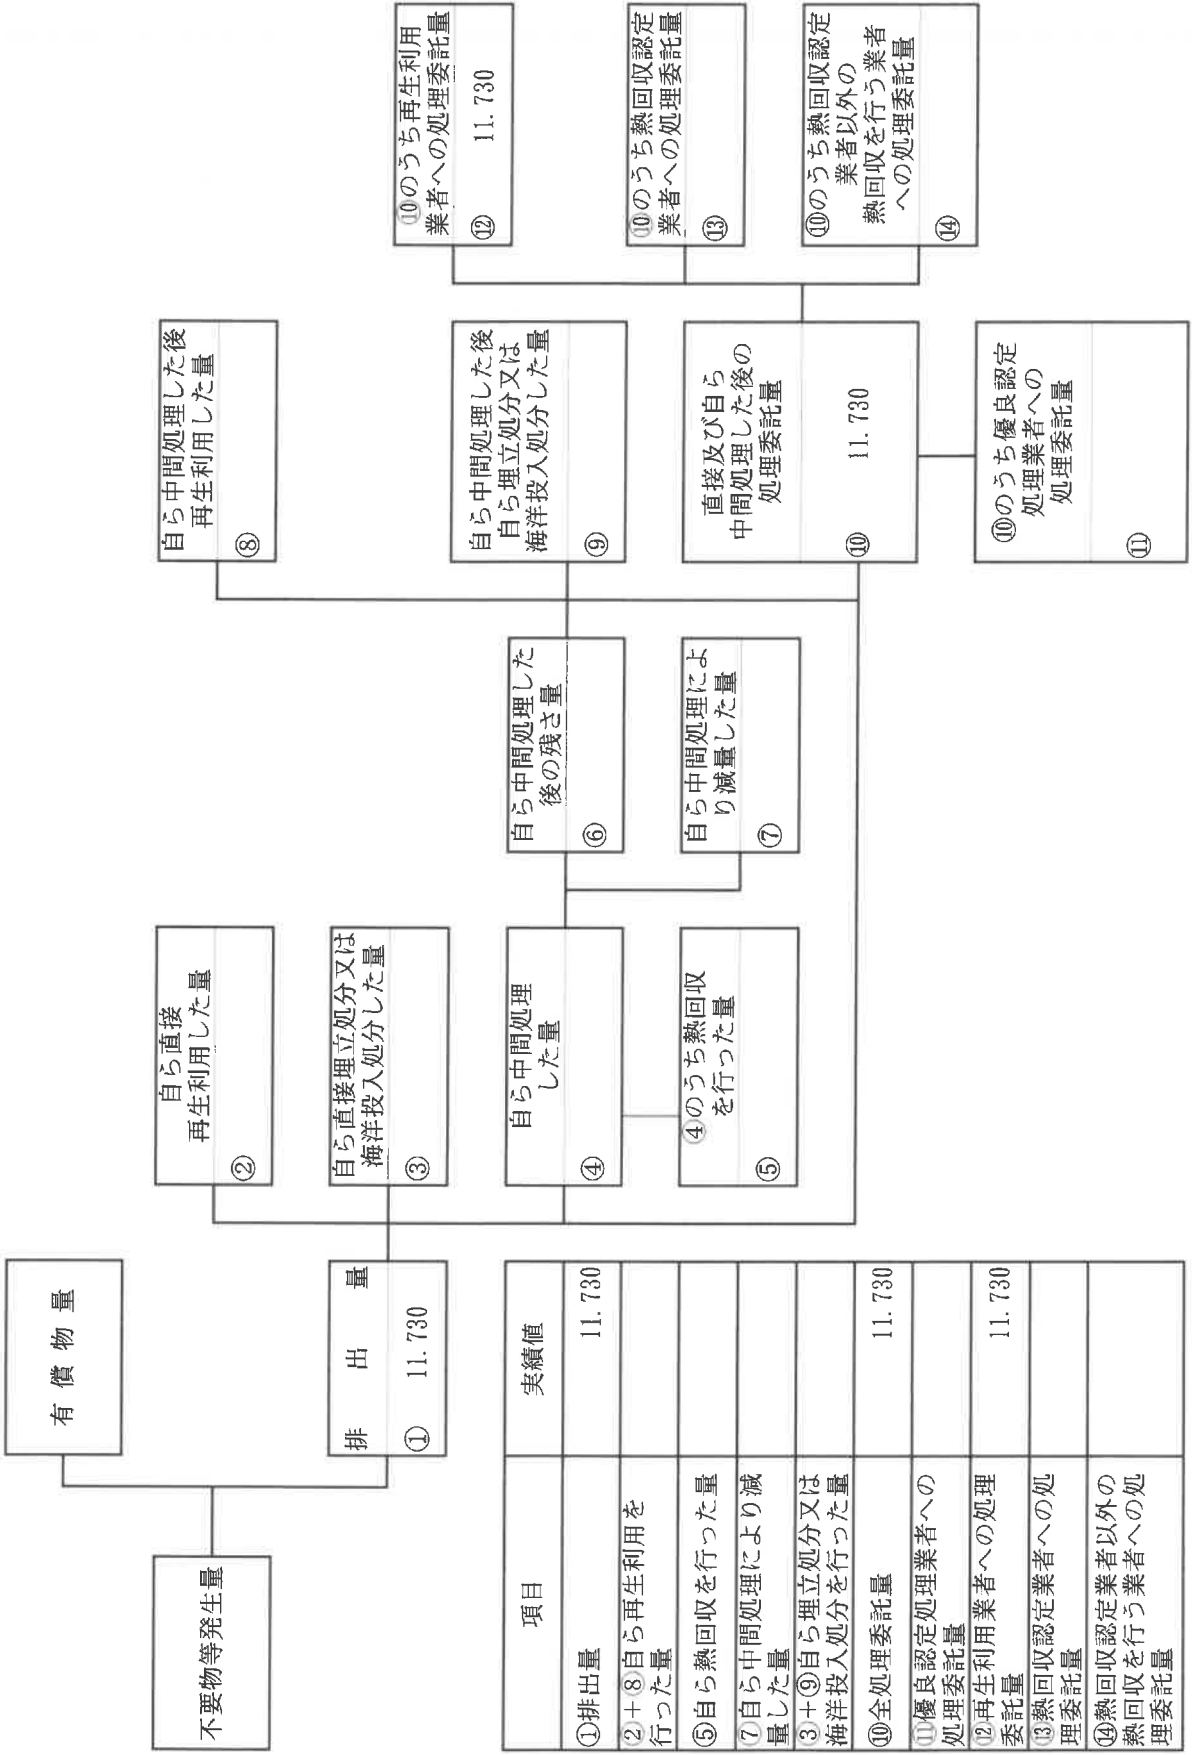 不要物等発生量
有償物量
排出量
① 11.730
自ら直接
再生利用した量
②
自ら直接埋立処分又は
海洋投入処分した量
③
自ら中間処理
した量
④
④のうち熱回収
を行った量
⑤
自ら中間処理した
後の残さ量
⑥
自ら中間処理によ
り減量した量
⑦
自ら中間処理した後
再生利用した量
⑧
自ら中間処理した後
自ら埋立処分又は
海洋投入処分した量
⑨
直接及び自ら
中間処理した後の
処理委託量
⑩ 11.730
⑩のうち優良認定
処理業者への
処理委託量
⑪
⑩のうち再生利用
業者への処理委託量
⑫ 11.730
⑩のうち熱回収認定
業者への処理委託量
⑬
⑩のうち熱回収認定
業者以外の
熱回収を行う業者
への処理委託量
⑭
項目 実績値
①排出量 11.730
②+⑧自ら再生利用を
行った量
⑤自ら熱回収を行った量
⑦自ら中間処理により減
量した量
③+⑨自ら埋立処分又は
海洋投入処分を行った量
⑩全処理委託量 11.730
⑪優良認定処理業者への
処理委託量
⑫再生利用業者への処理
委託量 11.730
⑬熱回収認定業者への処
理委託量
⑭熱回収認定業者以外の
熱回収を行う業者への処
理委託量